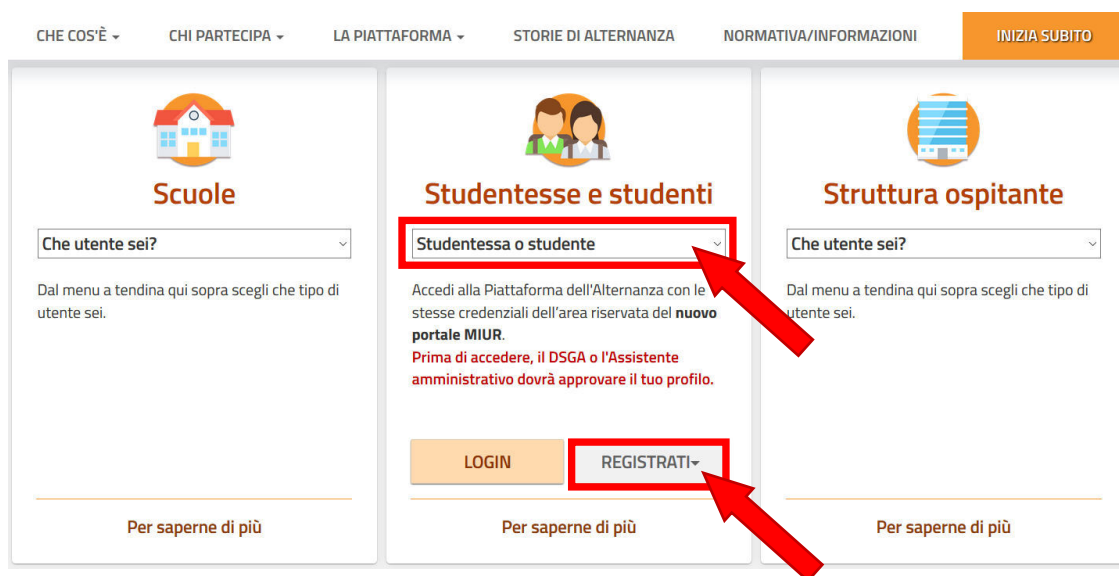 CHE COS'È
CHI PARTECIPA
LA PIATTAFORMA
STORIE DI ALTERNANZA
NORMATIVA/INFORMAZIONI
INIZIA SUBITO
Scuole
Che utente sei?
Dal menu a tendina qui sopra scegli che tipo di
utente sei.
Per saperne di più
Studentesse e studenti
Studentessa o studente
Accedi alla Piattaforma dell'Alternanza con le
stesse credenziali dell'area riservata del nuovo
portale MIUR.
Prima di accedere, il DSGA o l'Assistente
amministrativo dovrà approvare il tuo profilo.
LOGIN
REGISTRATI
Per saperne di più
Struttura ospitante
Che utente sei?
Dal menu a tendina qui sopra scegli che tipo di
utente sei.
Per saperne di più